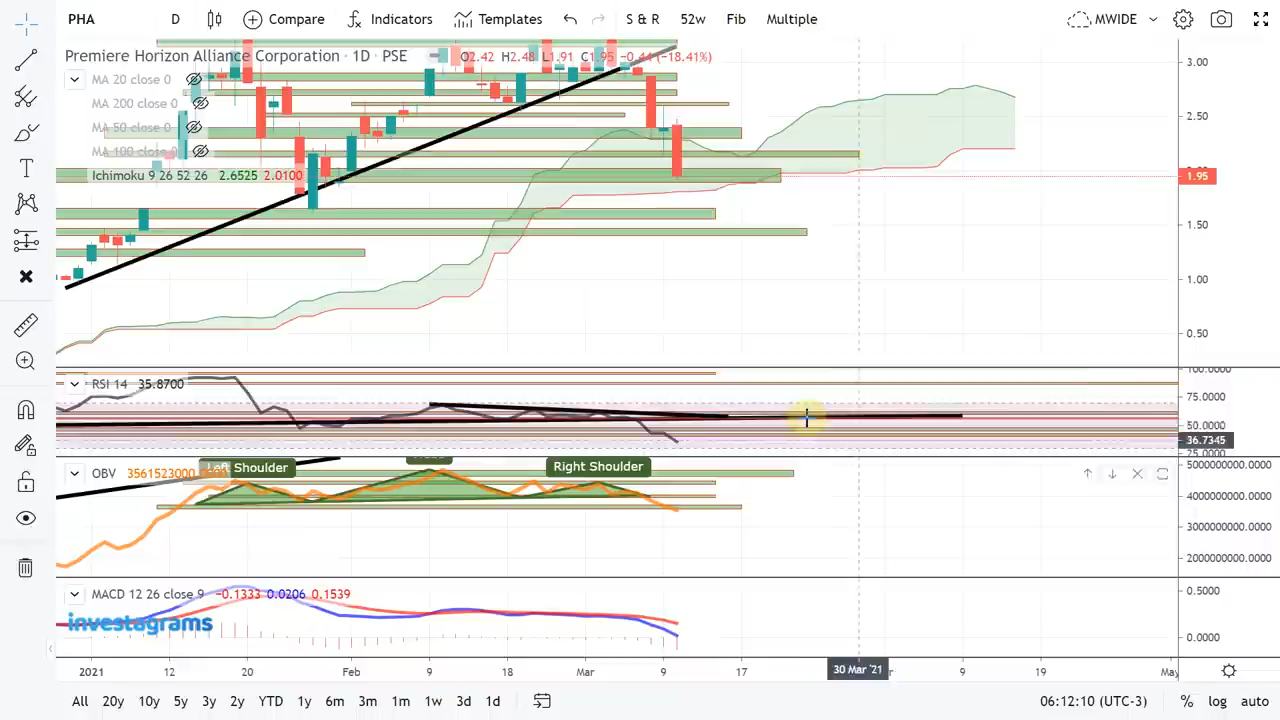 PHA D Compare Indicators Templates S & R 52w Fib Multiple MWIDE
Premiere Horizon Alliance Corporation · 1D · PSE O2.42 H2.48 L1.91 C1.95 −0.44 (−18.41%)
MA 20 close 0
MA 200 close 0
MA 50 close 0
MA 100 close 0
Ichimoku 9 26 52 26 2.6525 2.0100
3.00
2.50
1.95
1.50
1.00
0.50
RSI 14 35.8700
100.0000
75.0000
50.0000
36.7345
25.0000
OBV 3561523000.0000
Left Shoulder
Right Shoulder
5000000000.0000
4000000000.0000
3000000000.0000
2000000000.0000
MACD 12 26 close 9 −0.1333 0.0206 0.1539
0.5000
0.0000
investagrams
2021 12 20 Feb 9 18 Mar 9 17 30 Mar '21 9 19 May
All 20y 10y 5y 3y 2y YTD 1y 6m 3m 1m 1w 3d 1d 06:12:10 (UTC-3) % log auto